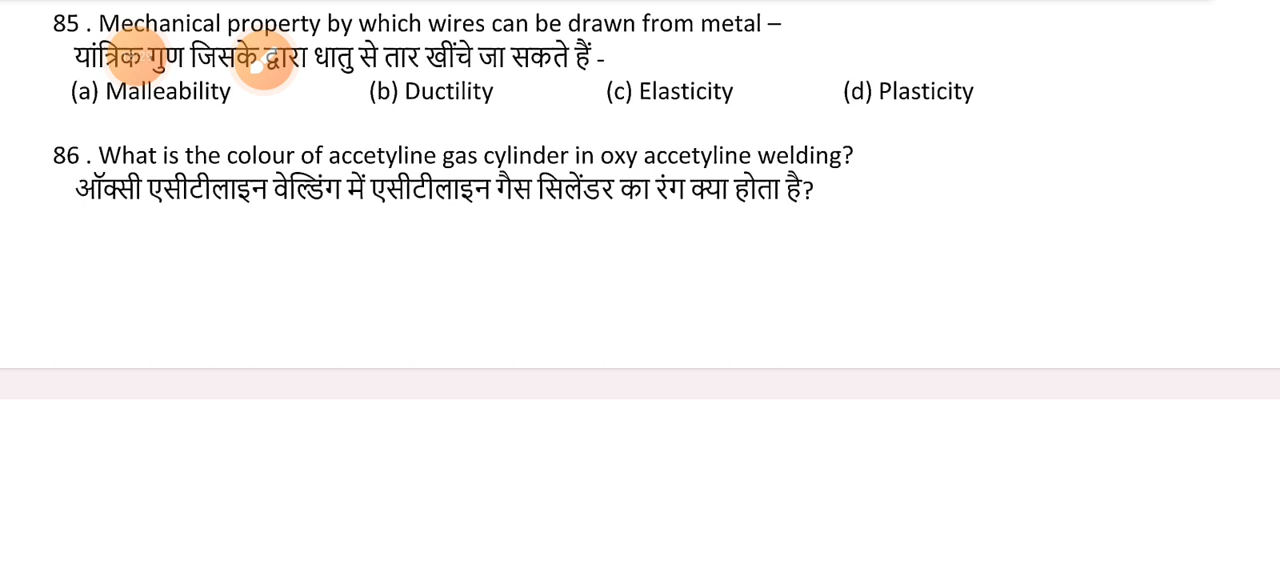 85 . Mechanical property by which wires can be drawn from metal –
यांत्रिक गुण जिसके द्वारा धातु से तार खींचे जा सकते हैं -
(a) Malleability (b) Ductility (c) Elasticity (d) Plasticity
86 . What is the colour of accetyline gas cylinder in oxy accetyline welding?
ऑक्सी एसीटीलाइन वेल्डिंग में एसीटीलाइन गैस सिलेंडर का रंग क्या होता है?